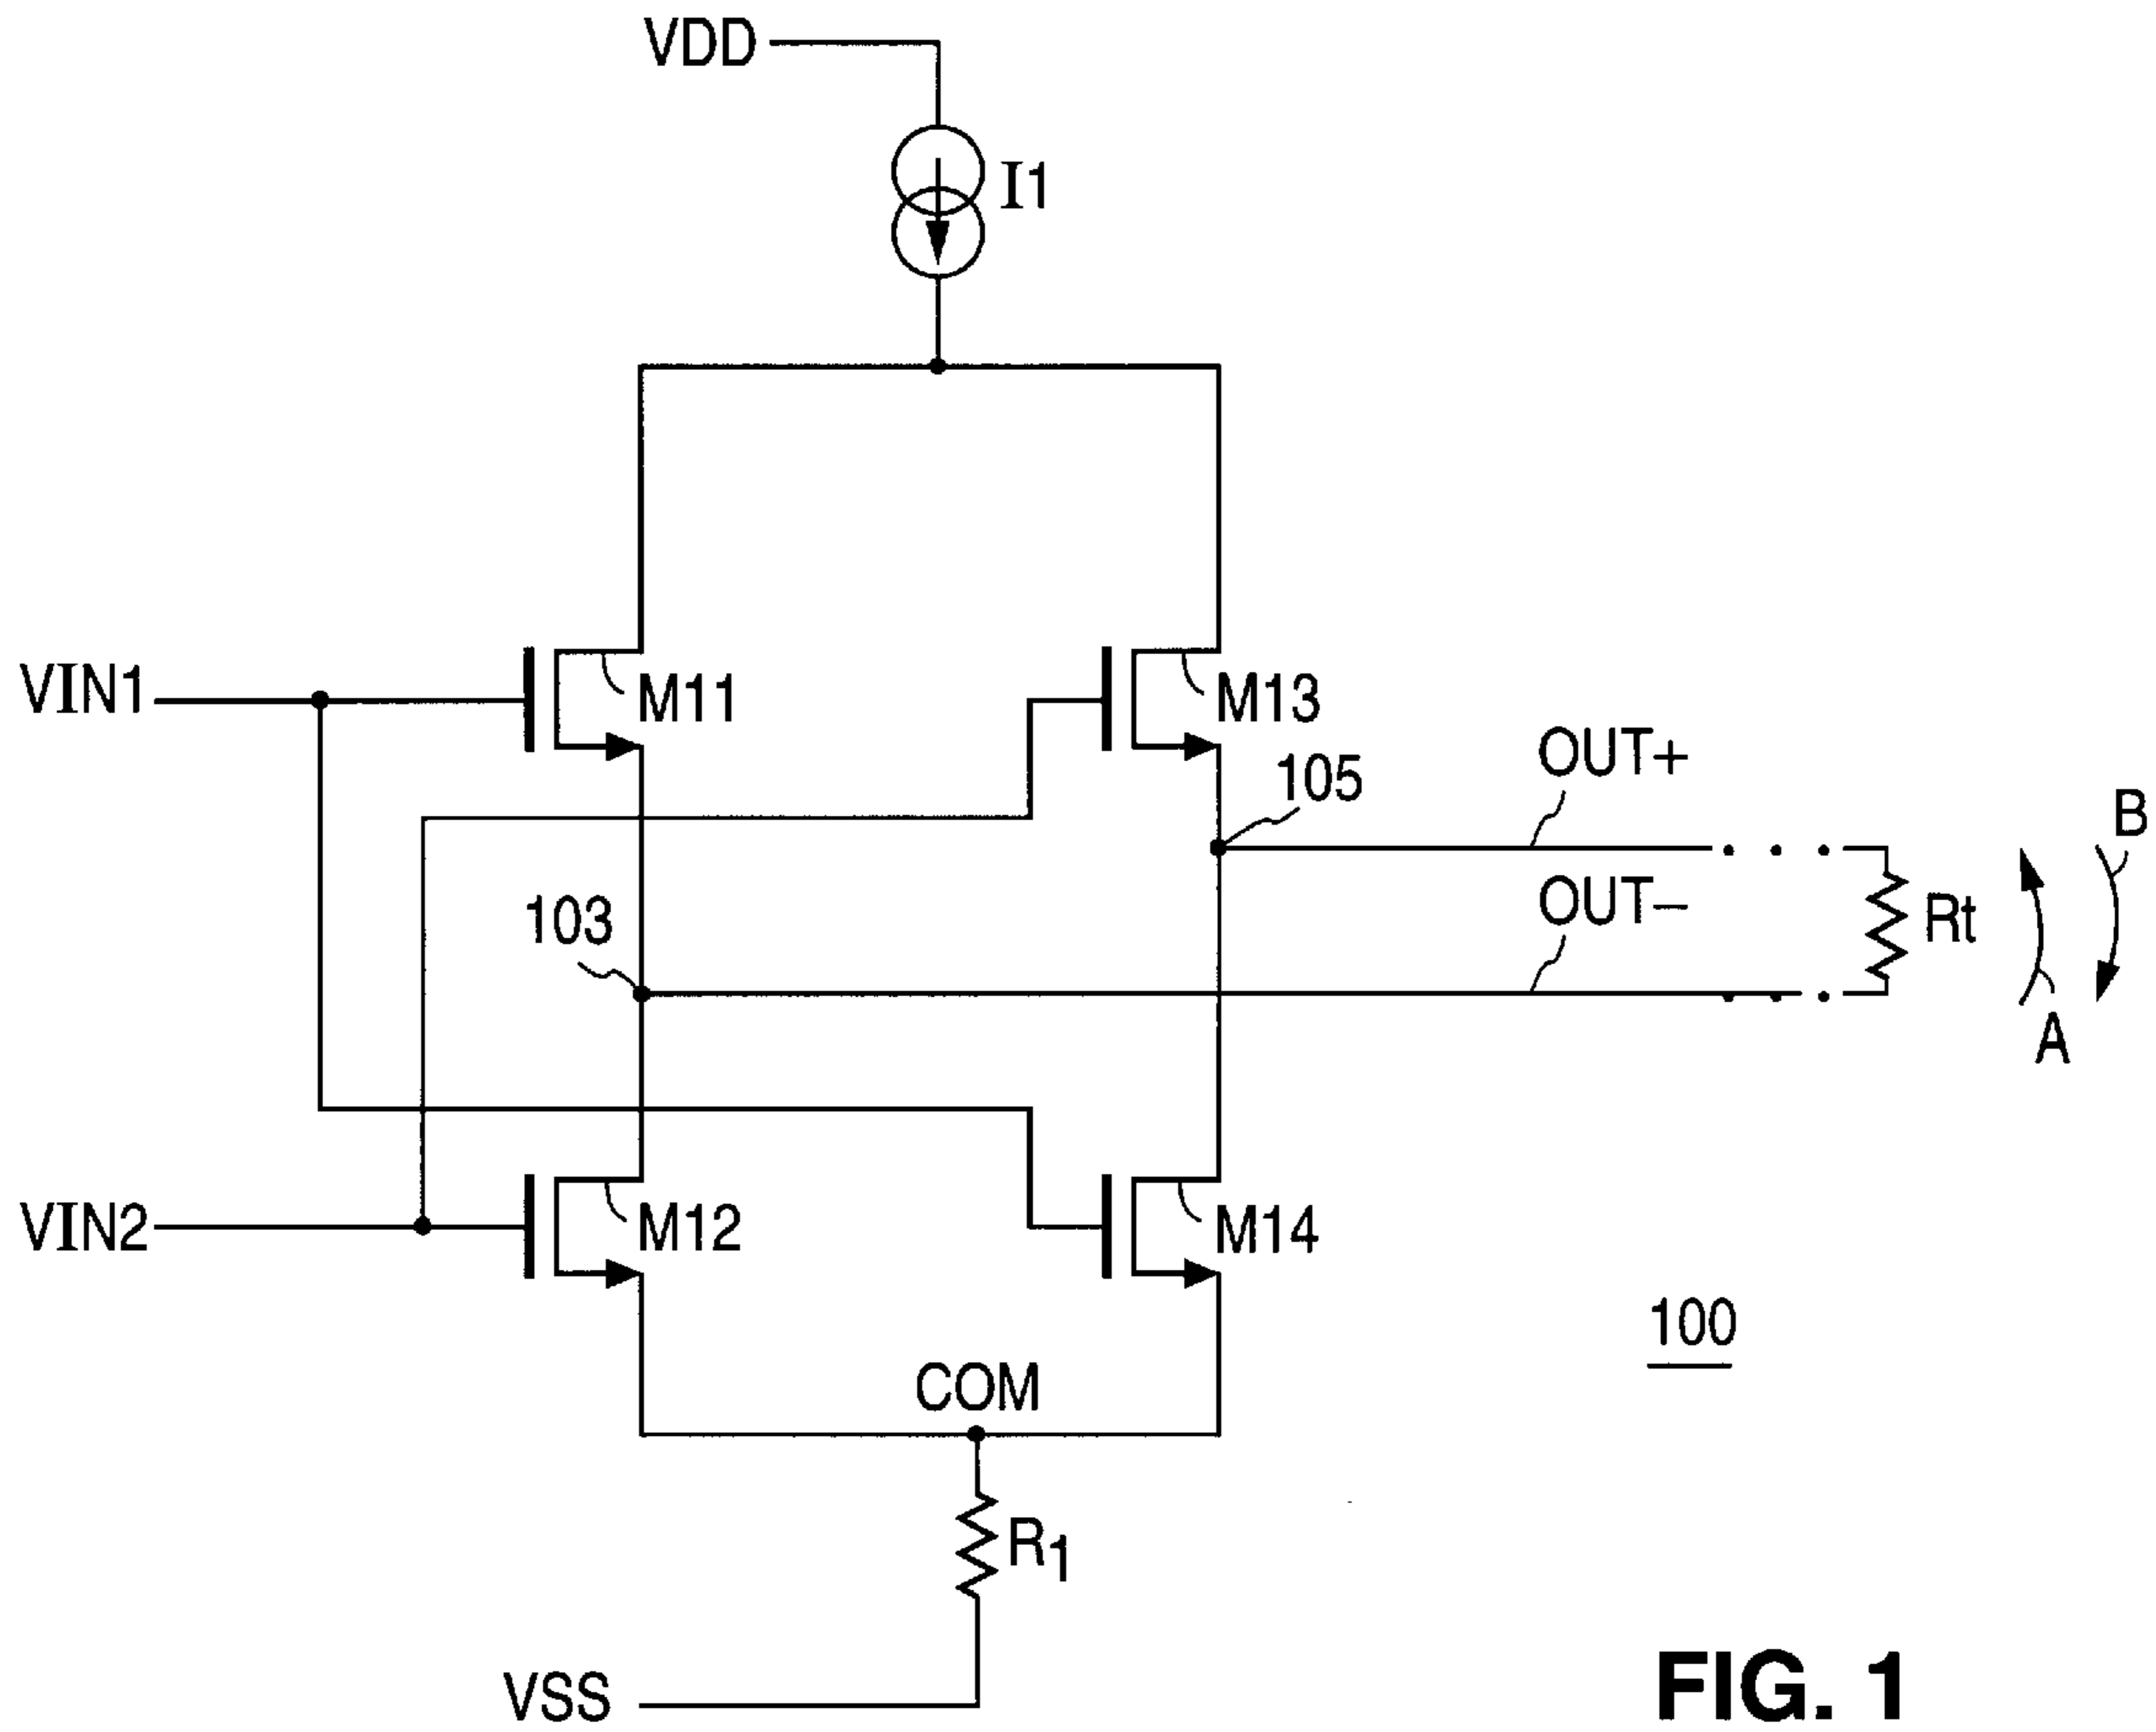 VDD
I1
VIN1
M11
M13
105
OUT+
B
103
OUT−
Rt
A
VIN2
M12
M14
100
COM
R1
VSS
FIG. 1